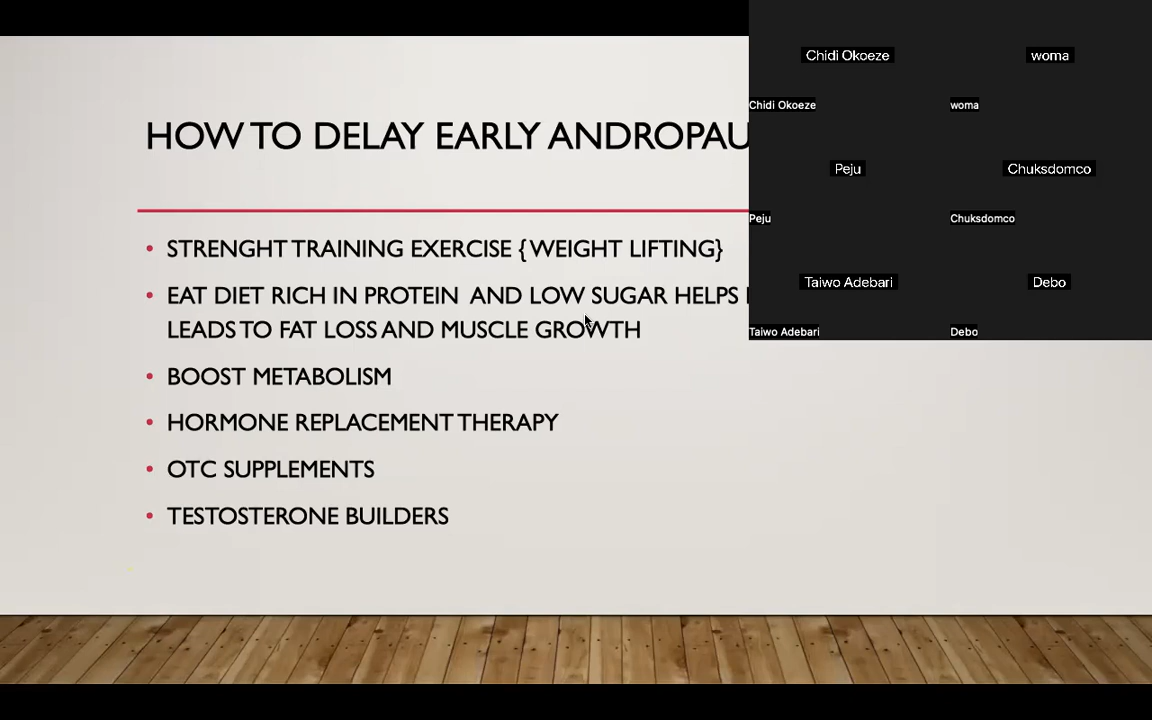 HOW TO DELAY EARLY ANDROPAU
STRENGHT TRAINING EXERCISE { WEIGHT LIFTING}
EAT DIET RICH IN PROTEIN AND LOW SUGAR HELPS
LEADS TO FAT LOSS AND MUSCLE GROWTH
BOOST METABOLISM
HORMONE REPLACEMENT THERAPY
OTC SUPPLEMENTS
TESTOSTERONE BUILDERS
Chidi Okoeze
woma
Chidi Okoeze
woma
Peju
Chuksdomco
Peju
Chuksdomco
Taiwo Adebari
Debo
Taiwo Adebari
Debo